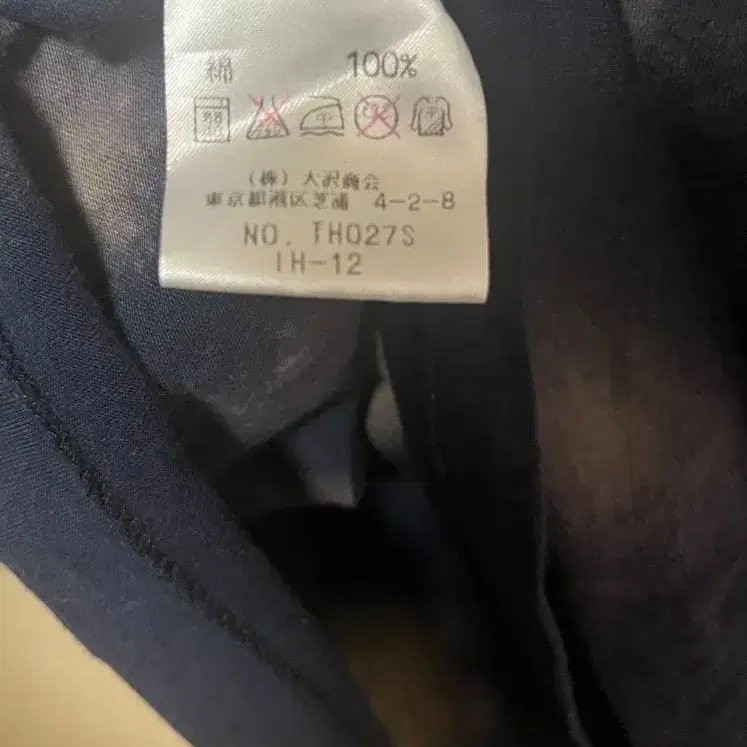 綿 100%
(株) 大沢商会
東京都港区芝浦 4-2-8
NO. TH027S
IH-12